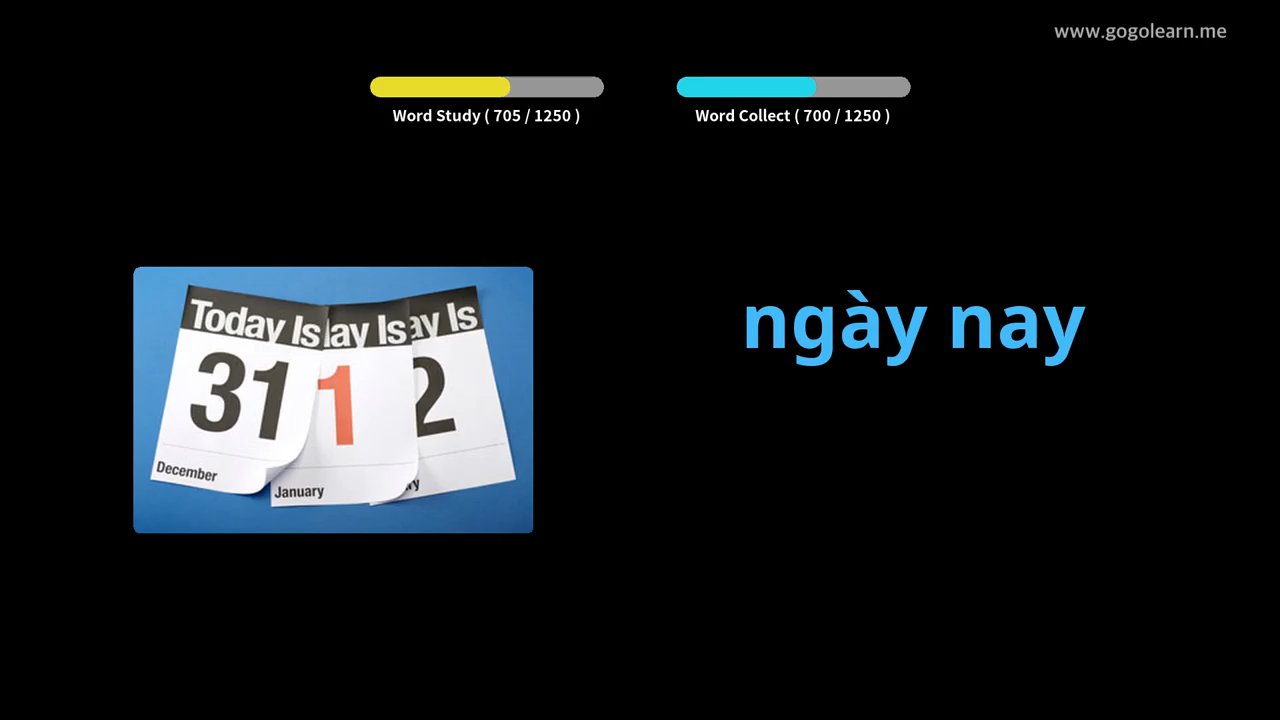 www.gogolearn.me
Word Study ( 705 / 1250 )
Word Collect ( 700 / 1250 )
Today Is
ay Is
ay Is
31
1
2
December
January
ry
ngày nay